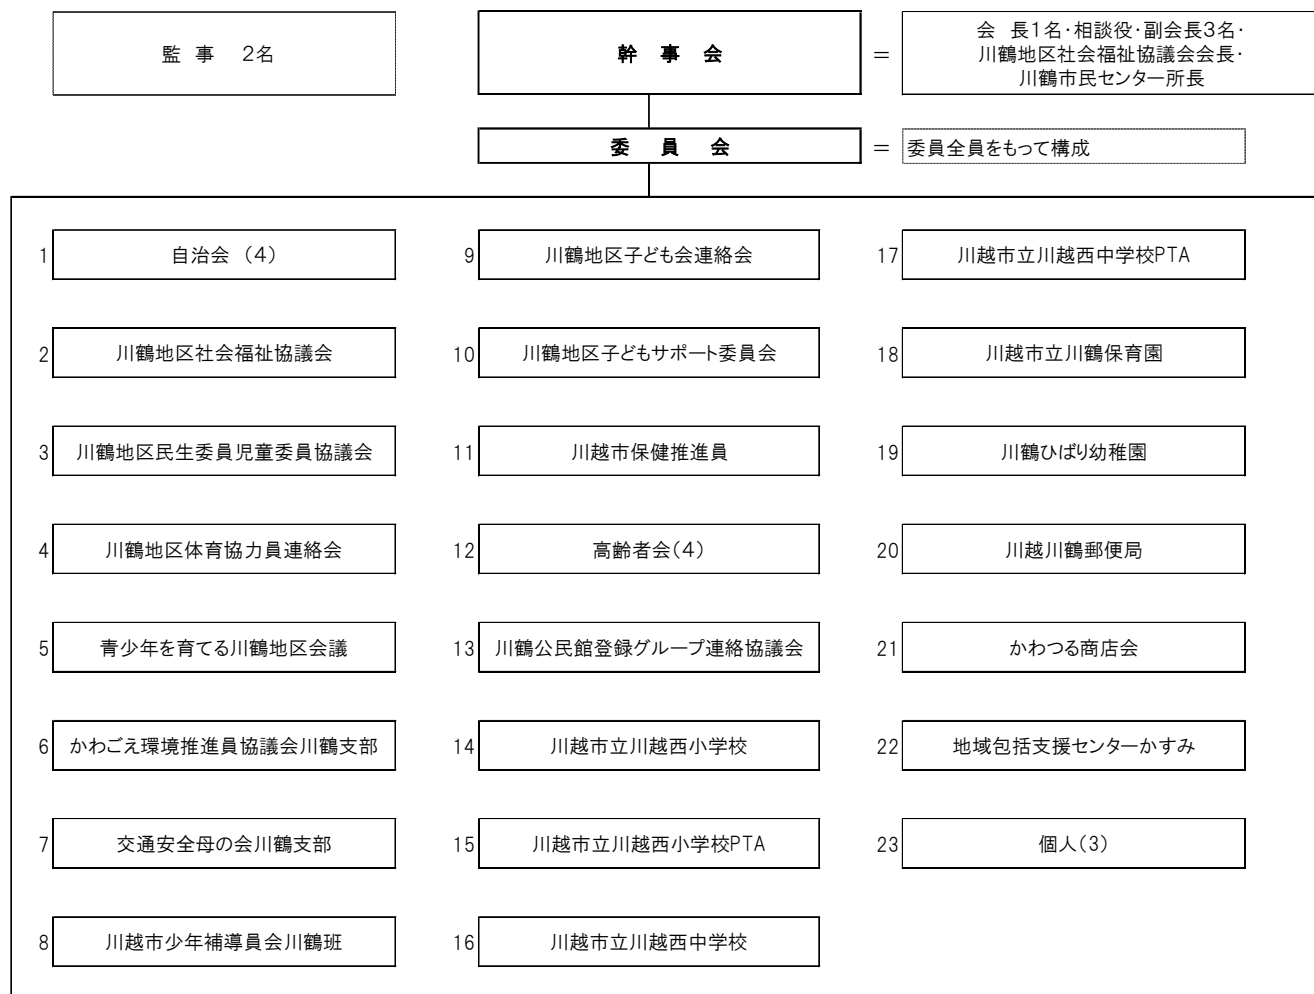 監 事　2名
幹 事 会
=
会 長1名・相談役・副会長3名・
川鶴地区社会福祉協議会会長・
川鶴市民センター所長
委 員 会
=
委員全員をもって構成
1 自治会 (4)
2 川鶴地区社会福祉協議会
3 川鶴地区民生委員児童委員協議会
4 川鶴地区体育協力員連絡会
5 青少年を育てる川鶴地区会議
6 かわごえ環境推進員協議会川鶴支部
7 交通安全母の会川鶴支部
8 川越市少年補導員会川鶴班
9 川鶴地区子ども会連絡会
10 川鶴地区子どもサポート委員会
11 川越市保健推進員
12 高齢者会(4)
13 川鶴公民館登録グループ連絡協議会
14 川越市立川越西小学校
15 川越市立川越西小学校PTA
16 川越市立川越西中学校
17 川越市立川越西中学校PTA
18 川越市立川鶴保育園
19 川鶴ひばり幼稚園
20 川越川鶴郵便局
21 かわつる商店会
22 地域包括支援センターかすみ
23 個人(3)